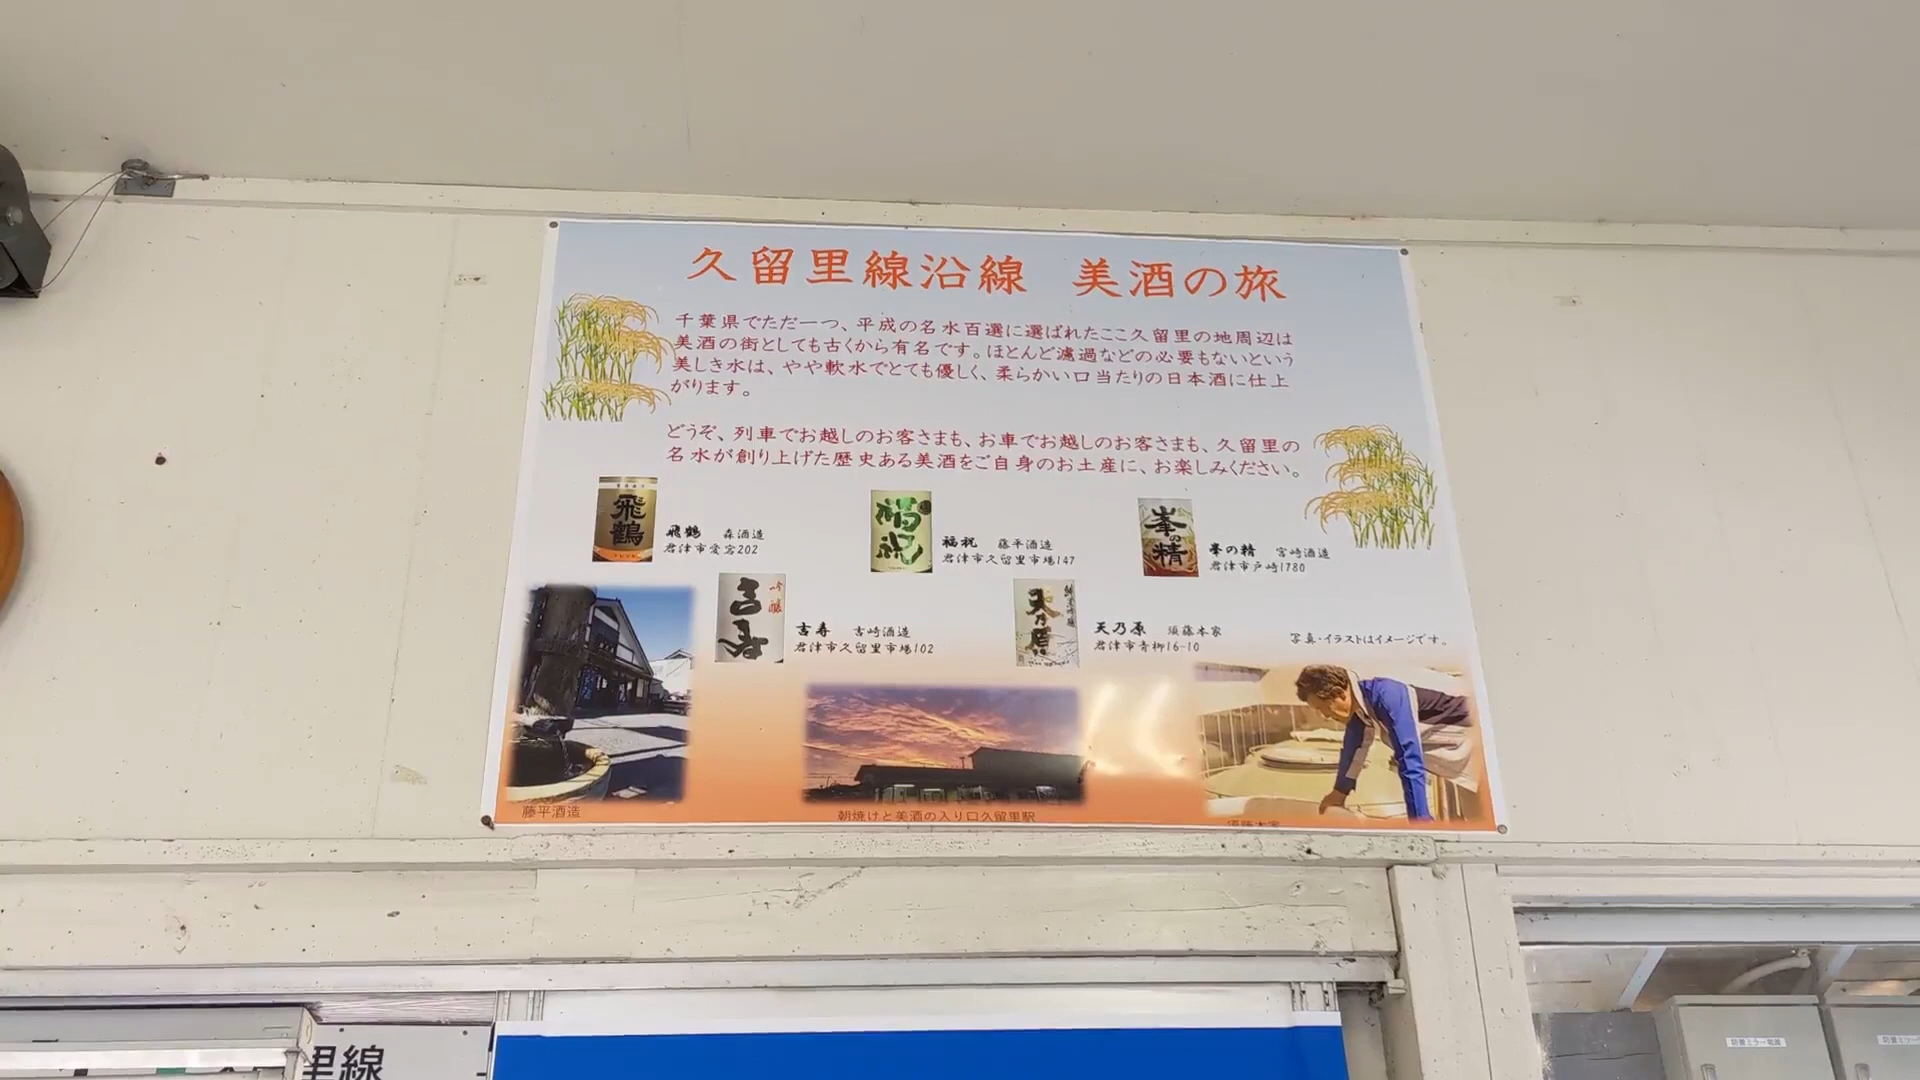 久留里線沿線 美酒の旅
千葉県でただ一つ、平成の名水百選に選ばれたここ久留里の地周辺は
美酒の街としても古くから有名です。ほとんど濾過などの必要もないという
美しき水は、やや軟水でとても優しく、柔らかい口当たりの日本酒に仕上
がります。
どうぞ、列車でお越しのお客さまも、お車でお越しのお客さまも、久留里の
名水が創り上げた歴史ある美酒をご自身のお土産に、お楽しみください。
飛鶴
飛鶴 森酒造
君津市愛宕202
福祝
福祝 藤平酒造
君津市久留里市場147
峯の精
峯の精 宮崎酒造
君津市戸崎1780
吟醸
吉寿
吉寿 吉崎酒造
君津市久留里市場102
天乃原
天乃原 須藤本家
君津市青柳16-10
写真・イラストはイメージです。
藤平酒造
朝焼けと美酒の入り口久留里駅
須藤本家
里線
防曇ミラー電源